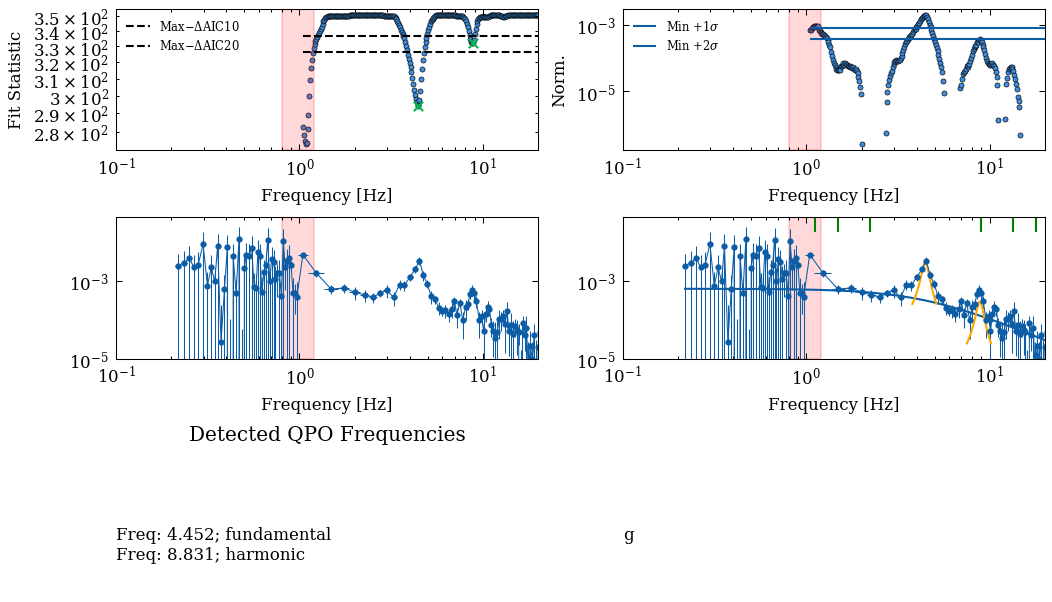 Max−ΔAIC10
Max−ΔAIC20
Fit Statistic
3.5 × 10²
3.4 × 10²
3.3 × 10²
3.2 × 10²
3.1 × 10²
3 × 10²
2.9 × 10²
2.8 × 10²
10⁻¹ 10⁰ 10¹
Frequency [Hz]
Min +1σ
Min +2σ
Norm.
10⁻³
10⁻⁵
10⁻¹ 10⁰ 10¹
Frequency [Hz]
10⁻³
10⁻⁵
10⁻¹ 10⁰ 10¹
Frequency [Hz]
10⁻³
10⁻⁵
10⁻¹ 10⁰ 10¹
Frequency [Hz]
Detected QPO Frequencies
Freq: 4.452; fundamental
Freq: 8.831; harmonic
g